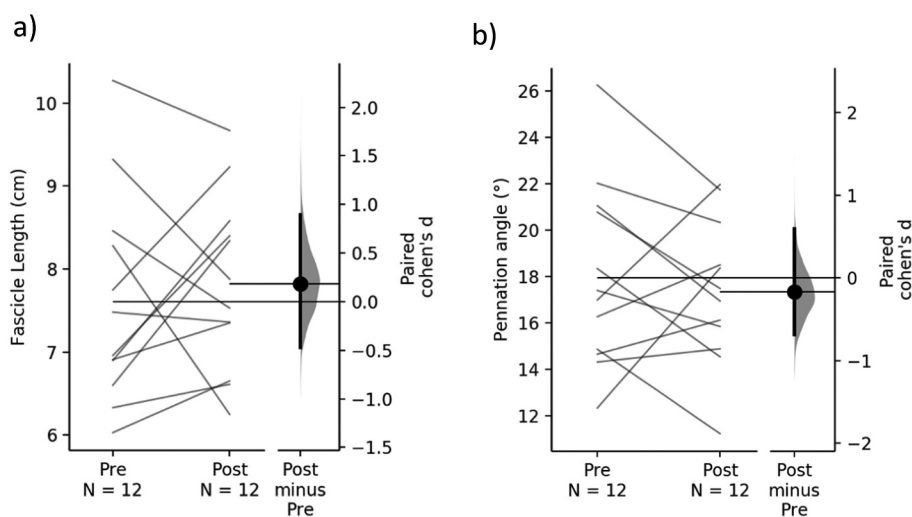 a)
Fascicle Length (cm)
10
9
8
7
6
2.0
1.5
1.0
0.5
0.0
−0.5
−1.0
−1.5
Paired
cohen's d
Pre
N = 12
Post
N = 12
Post
minus
Pre
b)
Pennation angle (°)
26
24
22
20
18
16
14
12
2
1
0
−1
−2
Paired
cohen's d
Pre
N = 12
Post
N = 12
Post
minus
Pre